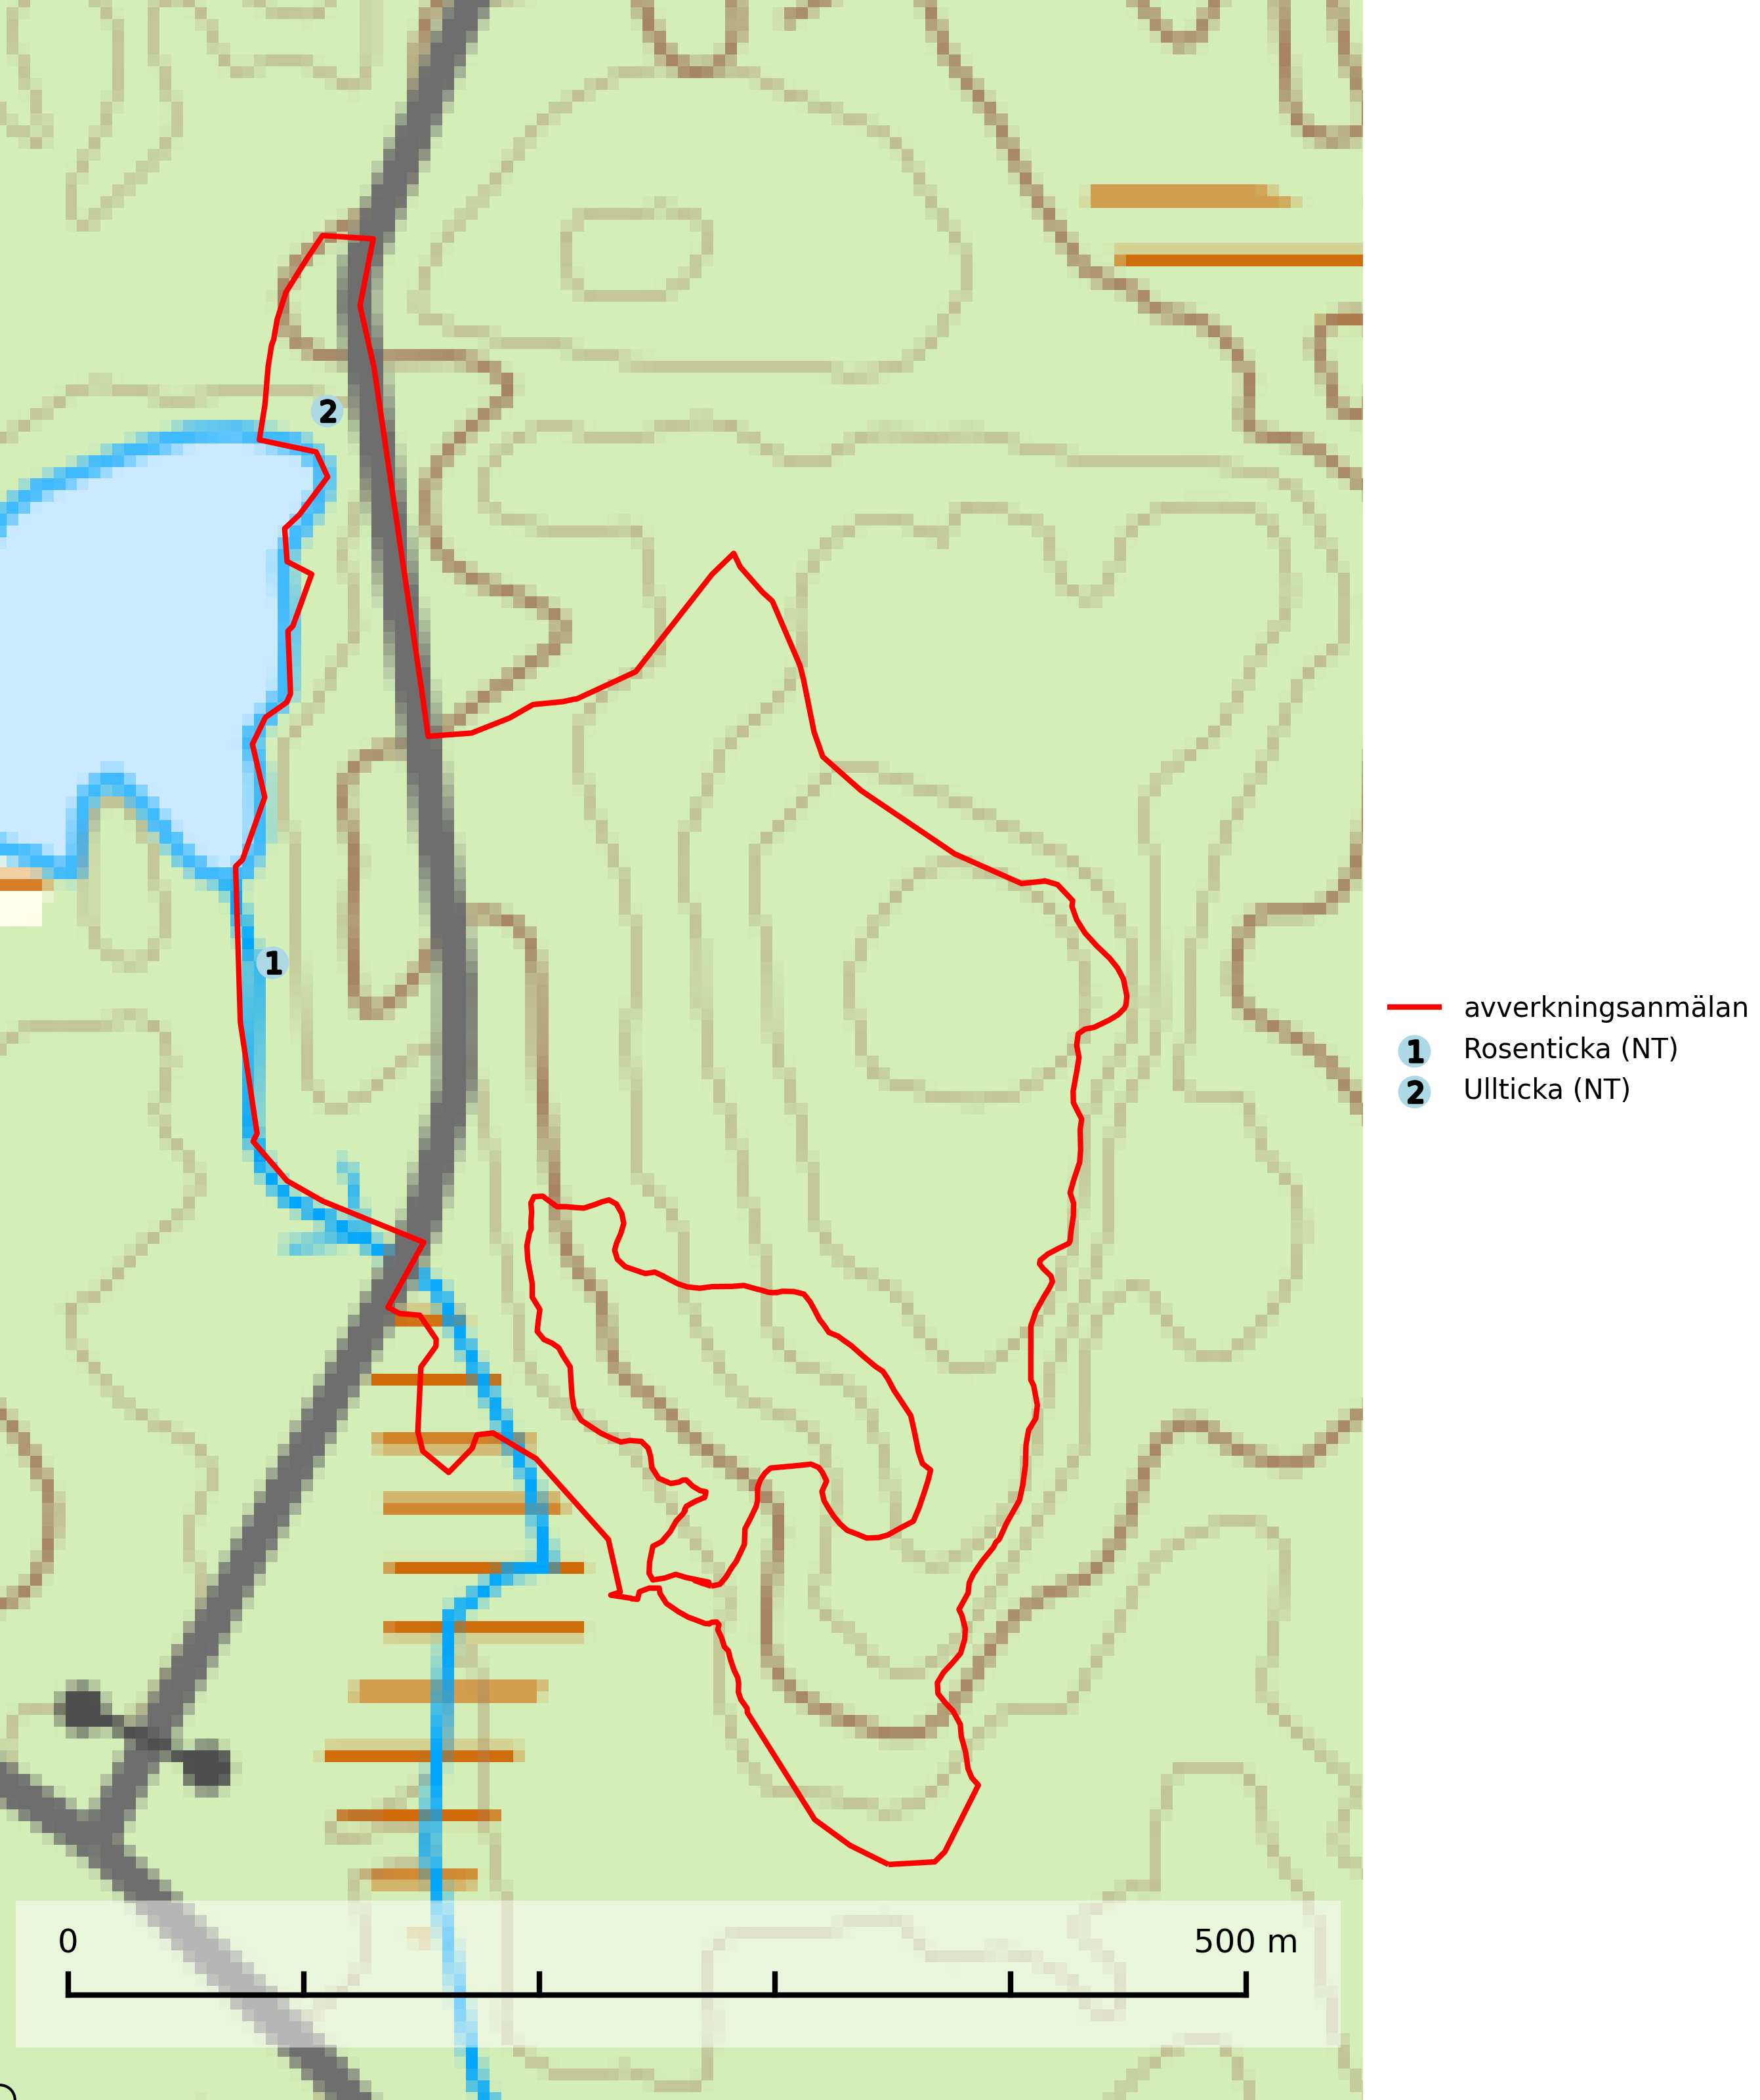 2
1
avverkningsanmälan
1 Rosenticka (NT)
2 Ullticka (NT)
0 500 m